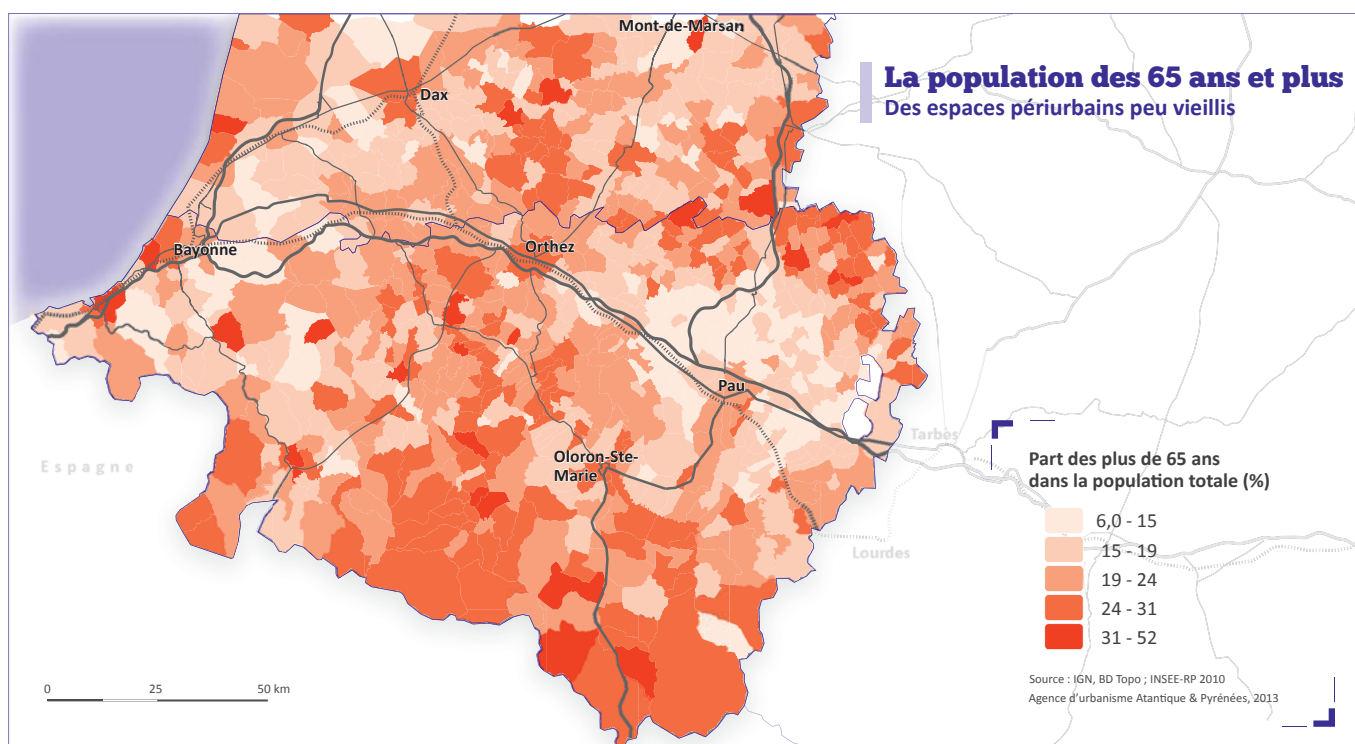 La population des 65 ans et plus
Des espaces périurbains peu vieillis
Mont-de-Marsan
Dax
Bayonne
Orthez
Pau
Oloron-Ste-
Marie
Espagne
Tarbes
Lourdes
Part des plus de 65 ans
dans la population totale (%)
6,0 - 15
15 - 19
19 - 24
24 - 31
31 - 52
Source : IGN, BD Topo ; INSEE-RP 2010
Agence d'urbanisme Atantique & Pyrénées, 2013
0 25 50 km